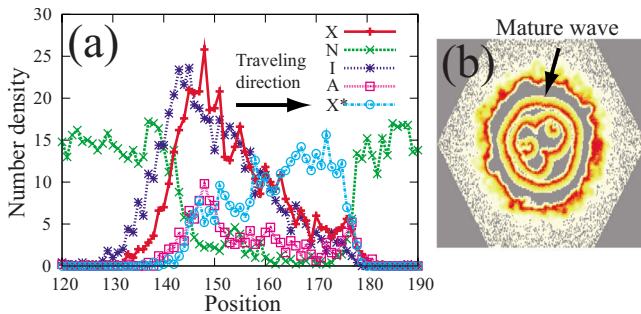 (a)
X
N
I
A
X*
Traveling
direction
Number density
30
25
20
15
10
5
0
120 130 140 150 160 170 180 190
Position
Mature wave
(b)